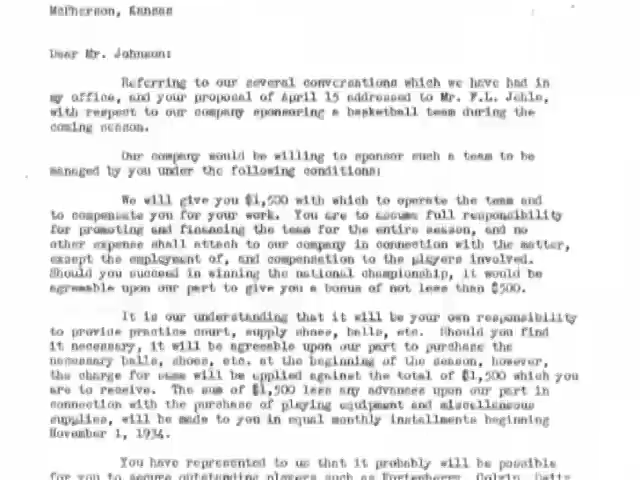 McPherson, Kansas
Dear Mr. Johnson:
Referring to our several conversations which we have had in
my office, and your proposal of April 15 addressed to Mr. F.L. Jehle,
with respect to our company sponsoring a basketball team during the
coming season.
Our company would be willing to sponsor such a team to be
managed by you under the following conditions:
We will give you $1,500 with which to operate the team and
to compensate you for your work. You are to assume full responsibility
for promoting and financing the team for the entire season, and no
other expense shall attach to our company in connection with the matter,
except the employment of, and compensation to the players involved.
Should you succeed in winning the national championship, it would be
agreeable upon our part to give you a bonus of not less than $500.
It is our understanding that it will be your own responsibility
to provide practice court, supply shoes, balls, etc. Should you find
it necessary, it will be agreeable upon our part to purchase the
necessary balls, shoes, etc. at the beginning of the season, however,
the charge for same will be applied against the total of $1,500 which you
are to receive. The sum of $1,500 less any advances upon our part in
connection with the purchase of playing equipment and miscellaneous
supplies, will be made to you in equal monthly installments beginning
November 1, 1934.
You have represented to us that it probably will be possible
for you to secure outstanding players such as